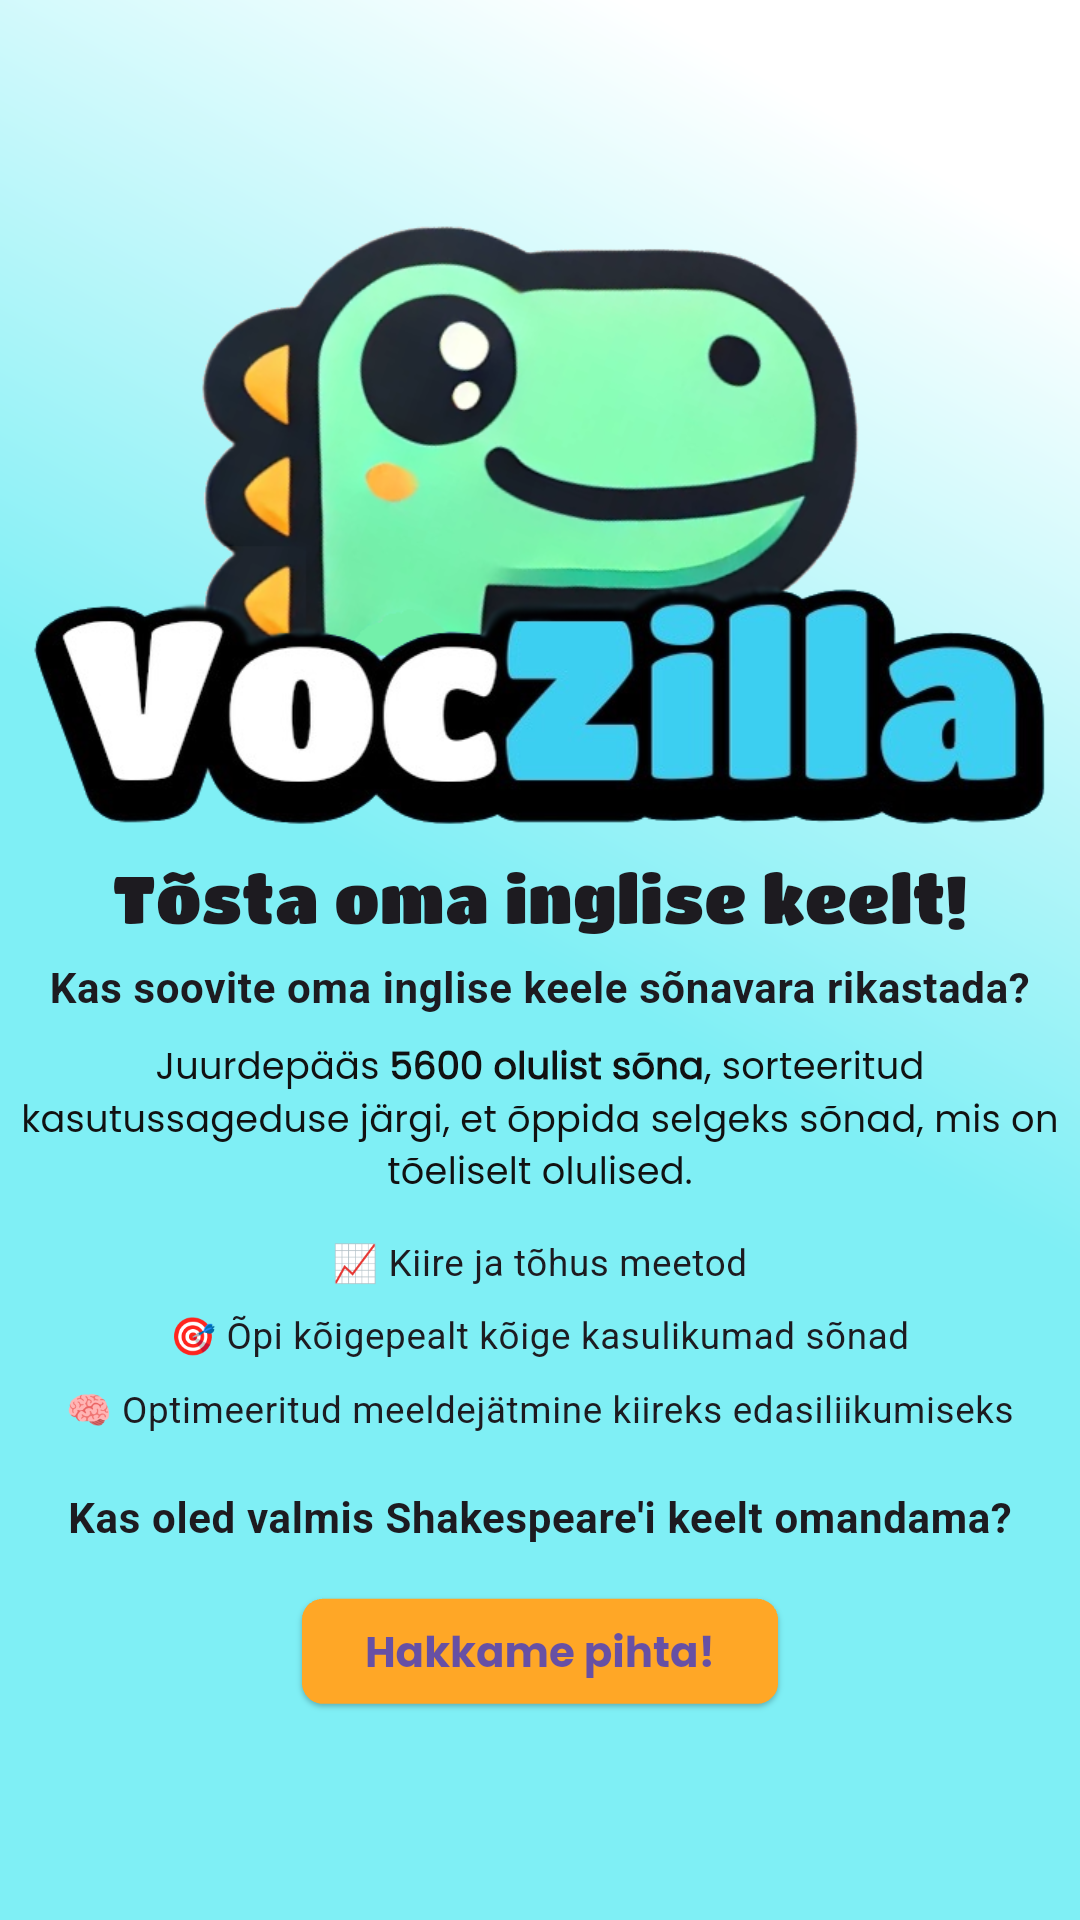 VocZilla
Tõsta oma inglise keelt!
Kas soovite oma inglise keele sõnavara rikastada?
Juurdepääs 5600 olulist sõna, sorteeritud
kasutussageduse järgi, et õppida selgeks sõnad, mis on
tõeliselt olulised.
📈 Kiire ja tõhus meetod
🎯 Õpi kõigepealt kõige kasulikumad sõnad
🧠 Optimeeritud meeldejätmine kiireks edasiliikumiseks
Kas oled valmis Shakespeare'i keelt omandama?
Hakkame pihta!